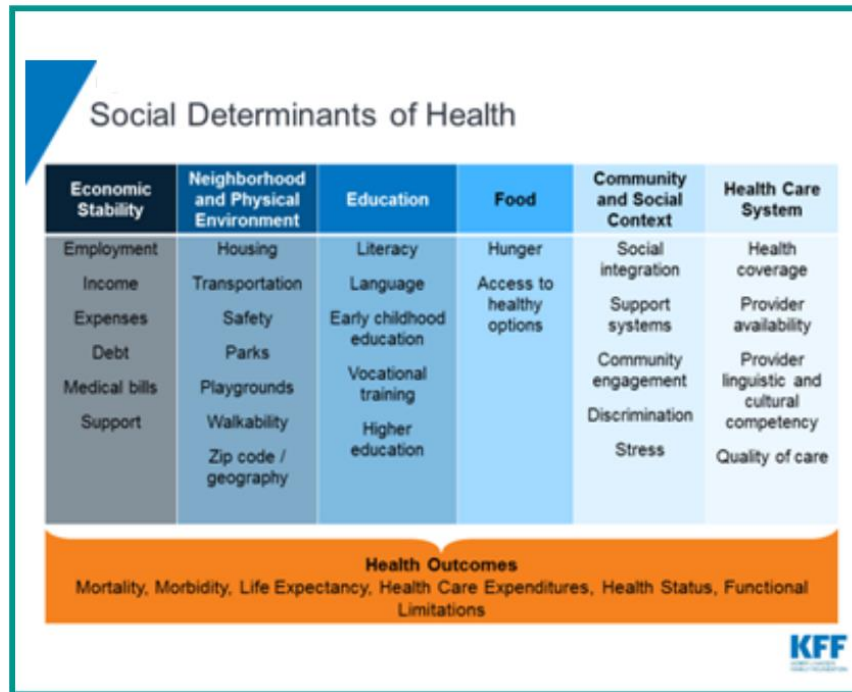 Social Determinants of Health
Economic
Stability
Neighborhood
and Physical
Environment
Education
Food
Community
and Social
Context
Health Care
System
Employment
Income
Expenses
Debt
Medical bills
Support
Housing
Transportation
Safety
Parks
Playgrounds
Walkability
Zip code /
geography
Literacy
Language
Early childhood
education
Vocational
training
Higher
education
Hunger
Access to
healthy
options
Social
integration
Support
systems
Community
engagement
Discrimination
Stress
Health
coverage
Provider
availability
Provider
linguistic and
cultural
competency
Quality of care
Health Outcomes
Mortality, Morbidity, Life Expectancy, Health Care Expenditures, Health Status, Functional
Limitations
KFF